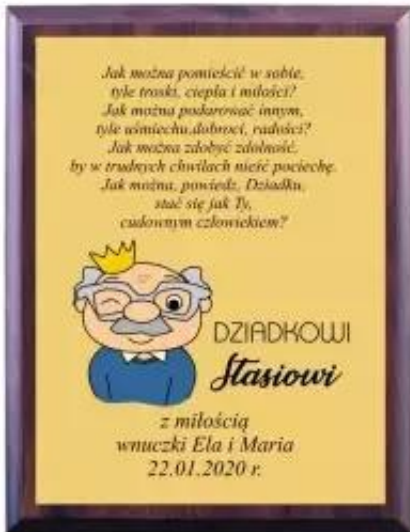 Jak można pomieścić w sobie,
tyle troski, ciepła i miłości?
Jak można podarować innym,
tyle uśmiechu,dobroci, radości?
Jak można zdobyć zdolność,
by w trudnych chwilach nieść pociechę.
Jak można, powiedz, Dziadku,
stać się jak Ty,
cudownym człowiekiem?
DZIADKOWI
Stasiowi
z miłością
wnuczki Ela i Maria
22.01.2020 r.